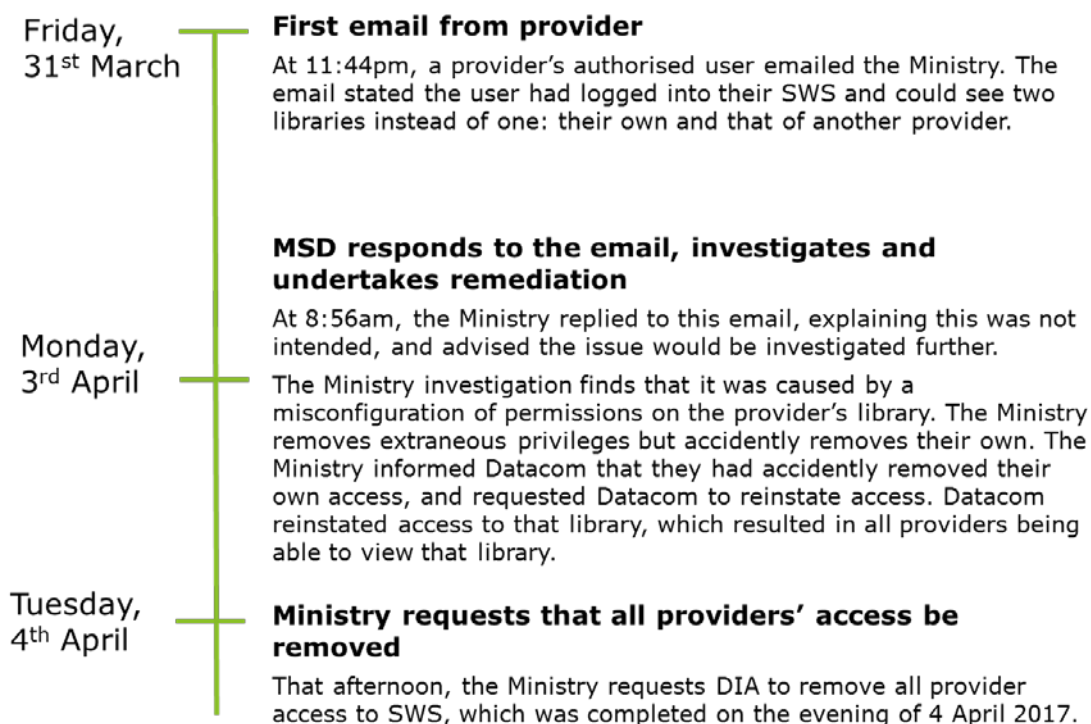 Friday,
31st March
First email from provider
At 11:44pm, a provider's authorised user emailed the Ministry. The
email stated the user had logged into their SWS and could see two
libraries instead of one: their own and that of another provider.
Monday,
3rd April
MSD responds to the email, investigates and
undertakes remediation
At 8:56am, the Ministry replied to this email, explaining this was not
intended, and advised the issue would be investigated further.
The Ministry investigation finds that it was caused by a
misconfiguration of permissions on the provider's library. The Ministry
removes extraneous privileges but accidently removes their own. The
Ministry informed Datacom that they had accidently removed their
own access, and requested Datacom to reinstate access. Datacom
reinstated access to that library, which resulted in all providers being
able to view that library.
Tuesday,
4th April
Ministry requests that all providers' access be
removed
That afternoon, the Ministry requests DIA to remove all provider
access to SWS, which was completed on the evening of 4 April 2017.